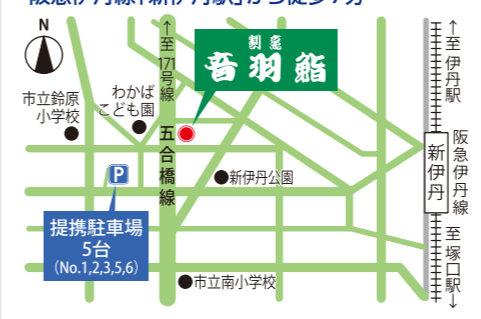 阪急伊丹線「新伊丹駅」から徒歩7分
N
↑至171号線
割烹
音羽鮨
わかば
こども園
市立鈴原
小学校
五合橋線
P
新伊丹公園
提携駐車場
5台
(No.1,2,3,5,6)
市立南小学校
↑至伊丹駅
阪急伊丹線
新伊丹
至塚口駅↓